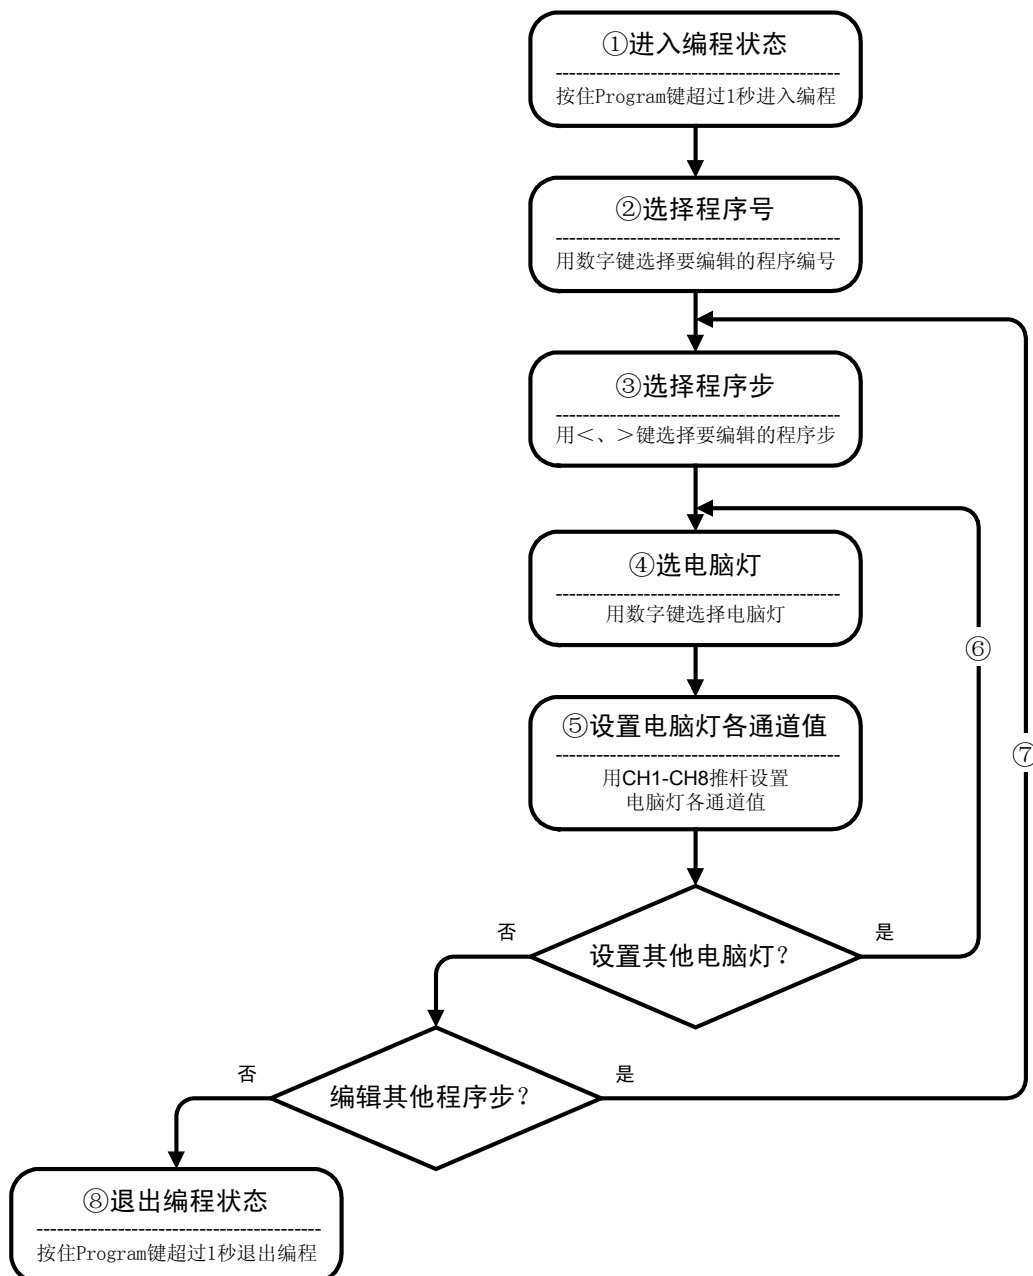 ①进入编程状态
按住Program键超过1秒进入编程
②选择程序号
用数字键选择要编辑的程序编号
③选择程序步
用＜、＞键选择要编辑的程序步
④选电脑灯
用数字键选择电脑灯
⑥
⑤设置电脑灯各通道值
⑦
用CH1-CH8推杆设置
电脑灯各通道值
否
是
设置其他电脑灯？
否
是
编辑其他程序步？
⑧退出编程状态
按住Program键超过1秒退出编程